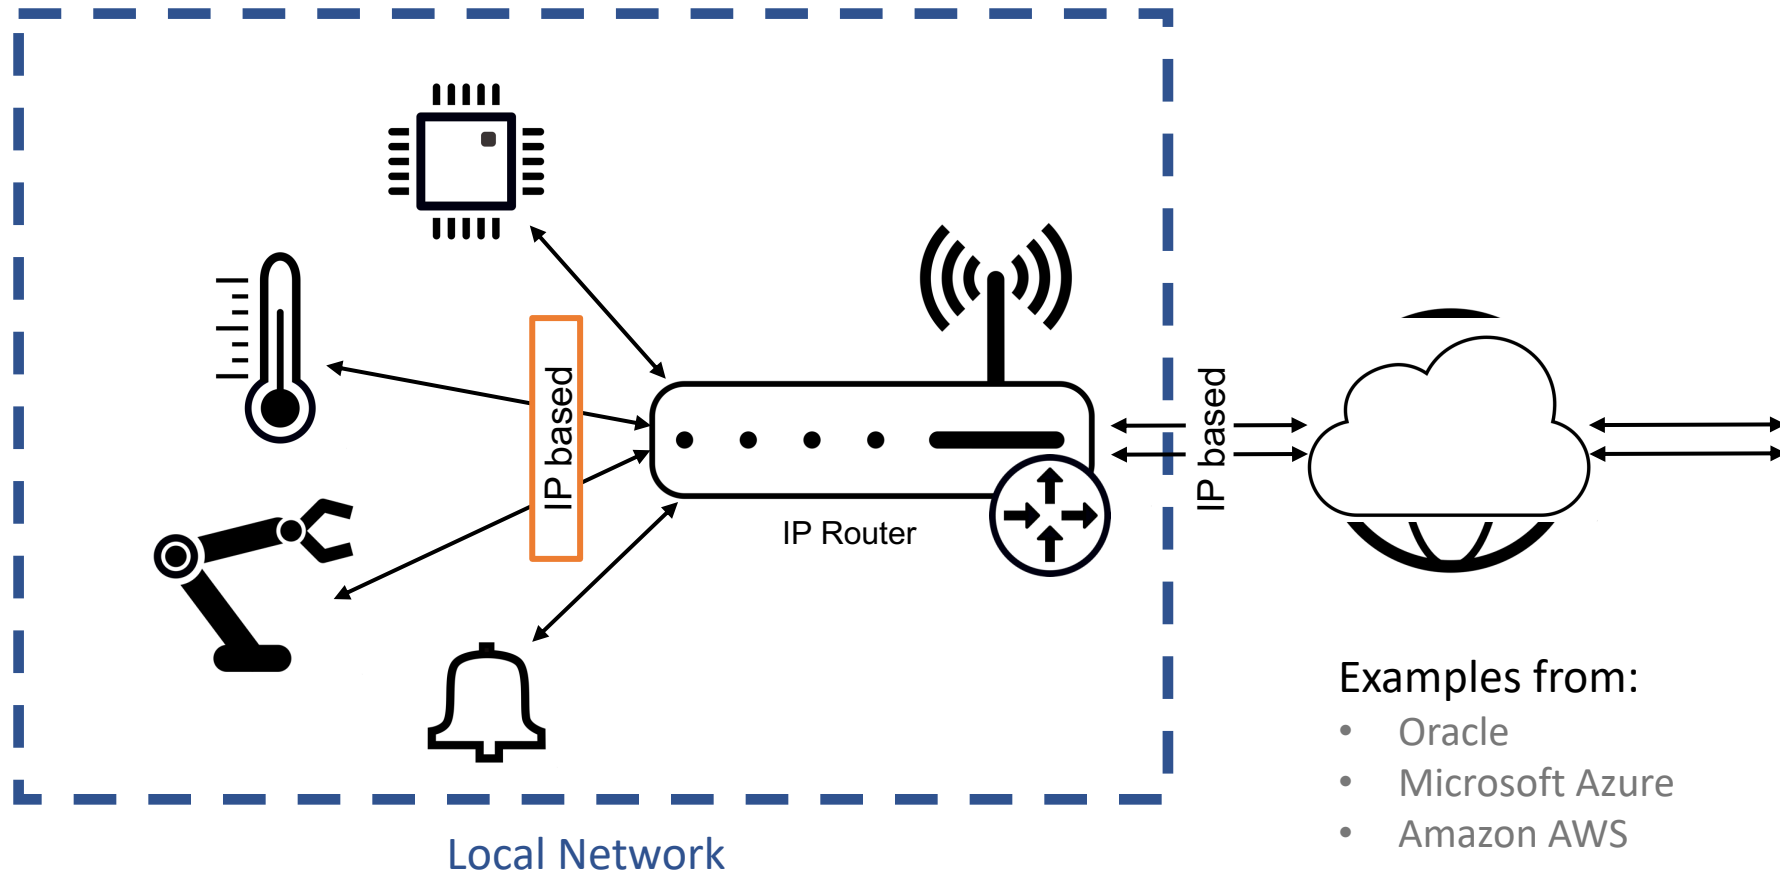 IP based
IP Router
IP based
Local Network
Examples from:
• Oracle
• Microsoft Azure
• Amazon AWS